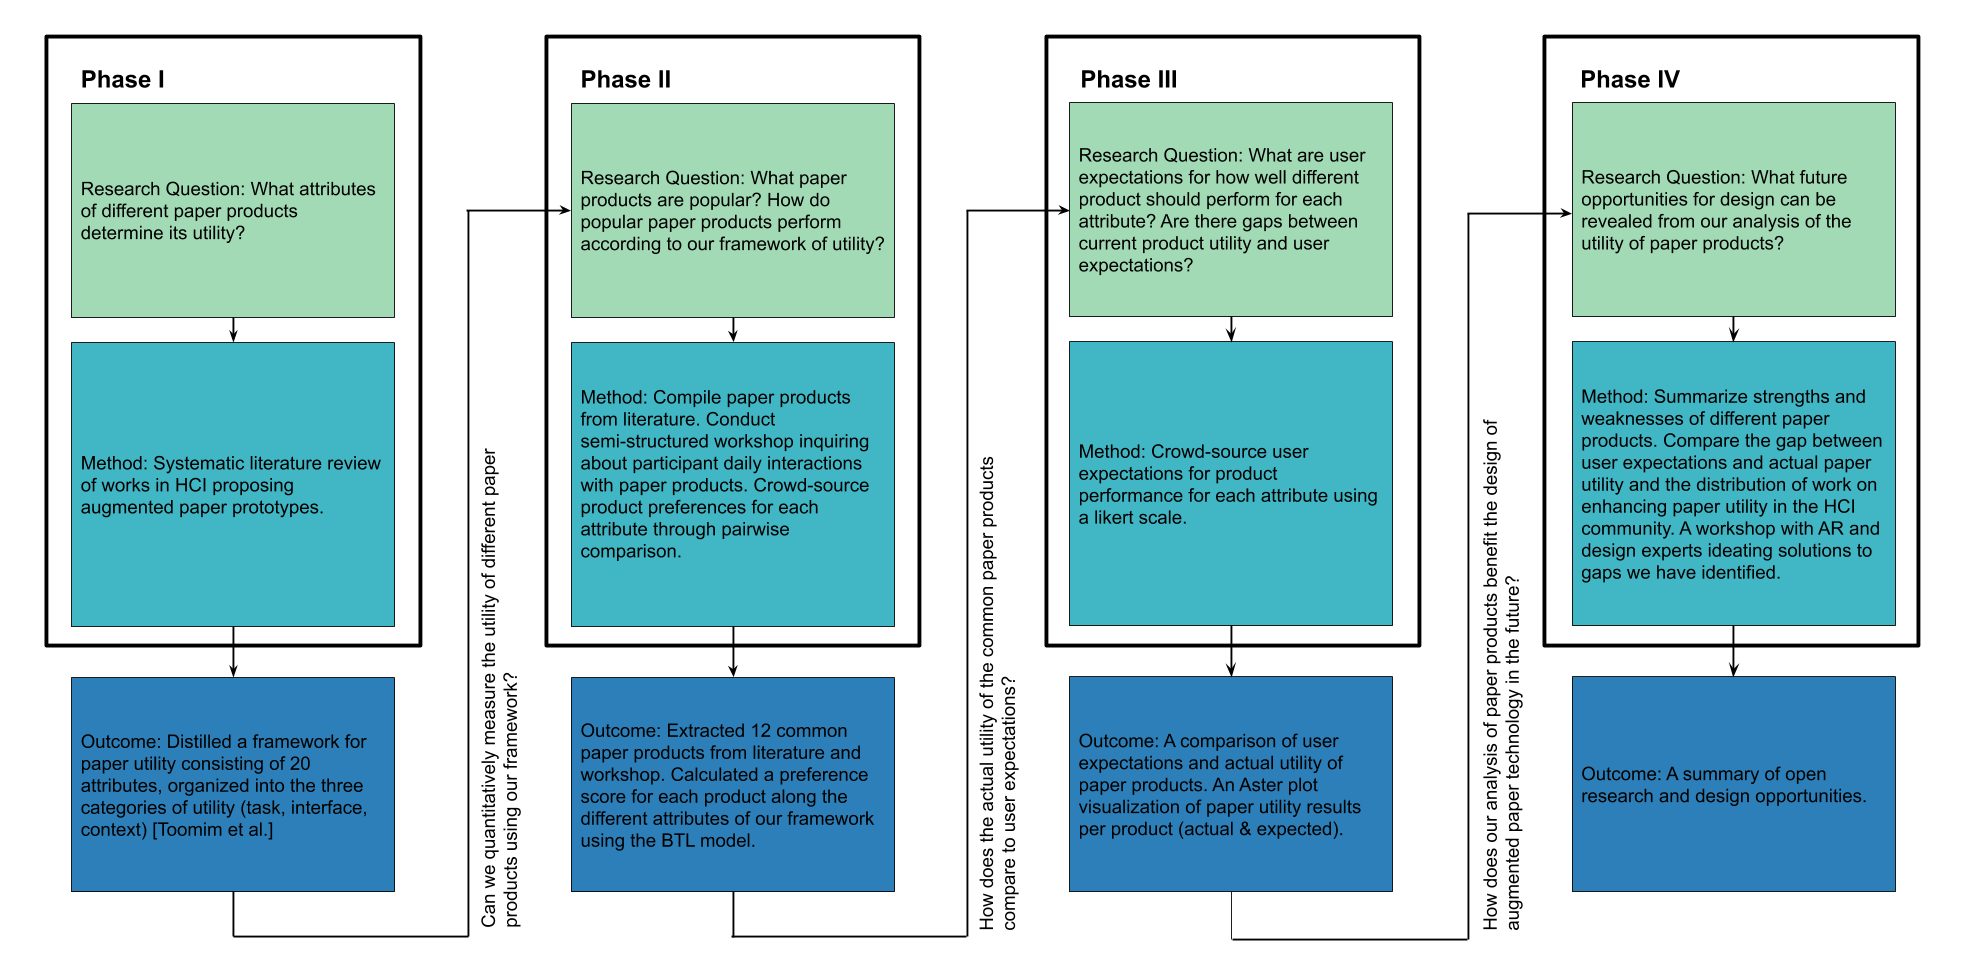 Phase I
Research Question: What attributes
of different paper products
determine its utility?
Method: Systematic literature review
of works in HCI proposing
augmented paper prototypes.
Outcome: Distilled a framework for
paper utility consisting of 20
attributes, organized into the three
categories of utility (task, interface,
context) [Toomim et al.]
Can we quantitatively measure the utility of different paper
products using our framework?
Phase II
Research Question: What paper
products are popular? How do
popular paper products perform
according to our framework of utility?
Method: Compile paper products
from literature. Conduct
semi-structured workshop inquiring
about participant daily interactions
with paper products. Crowd-source
product preferences for each
attribute through pairwise
comparison.
Outcome: Extracted 12 common
paper products from literature and
workshop. Calculated a preference
score for each product along the
different attributes of our framework
using the BTL model.
How does the actual utility of the common paper products
compare to user expectations?
Phase III
Research Question: What are user
expectations for how well different
product should perform for each
attribute? Are there gaps between
current product utility and user
expectations?
Method: Crowd-source user
expectations for product
performance for each attribute using
a likert scale.
Outcome: A comparison of user
expectations and actual utility of
paper products. An Aster plot
visualization of paper utility results
per product (actual & expected).
How does our analysis of paper products benefit the design of
augmented paper technology in the future?
Phase IV
Research Question: What future
opportunities for design can be
revealed from our analysis of the
utility of paper products?
Method: Summarize strengths and
weaknesses of different paper
products. Compare the gap between
user expectations and actual paper
utility and the distribution of work on
enhancing paper utility in the HCI
community. A workshop with AR and
design experts ideating solutions to
gaps we have identified.
Outcome: A summary of open
research and design opportunities.